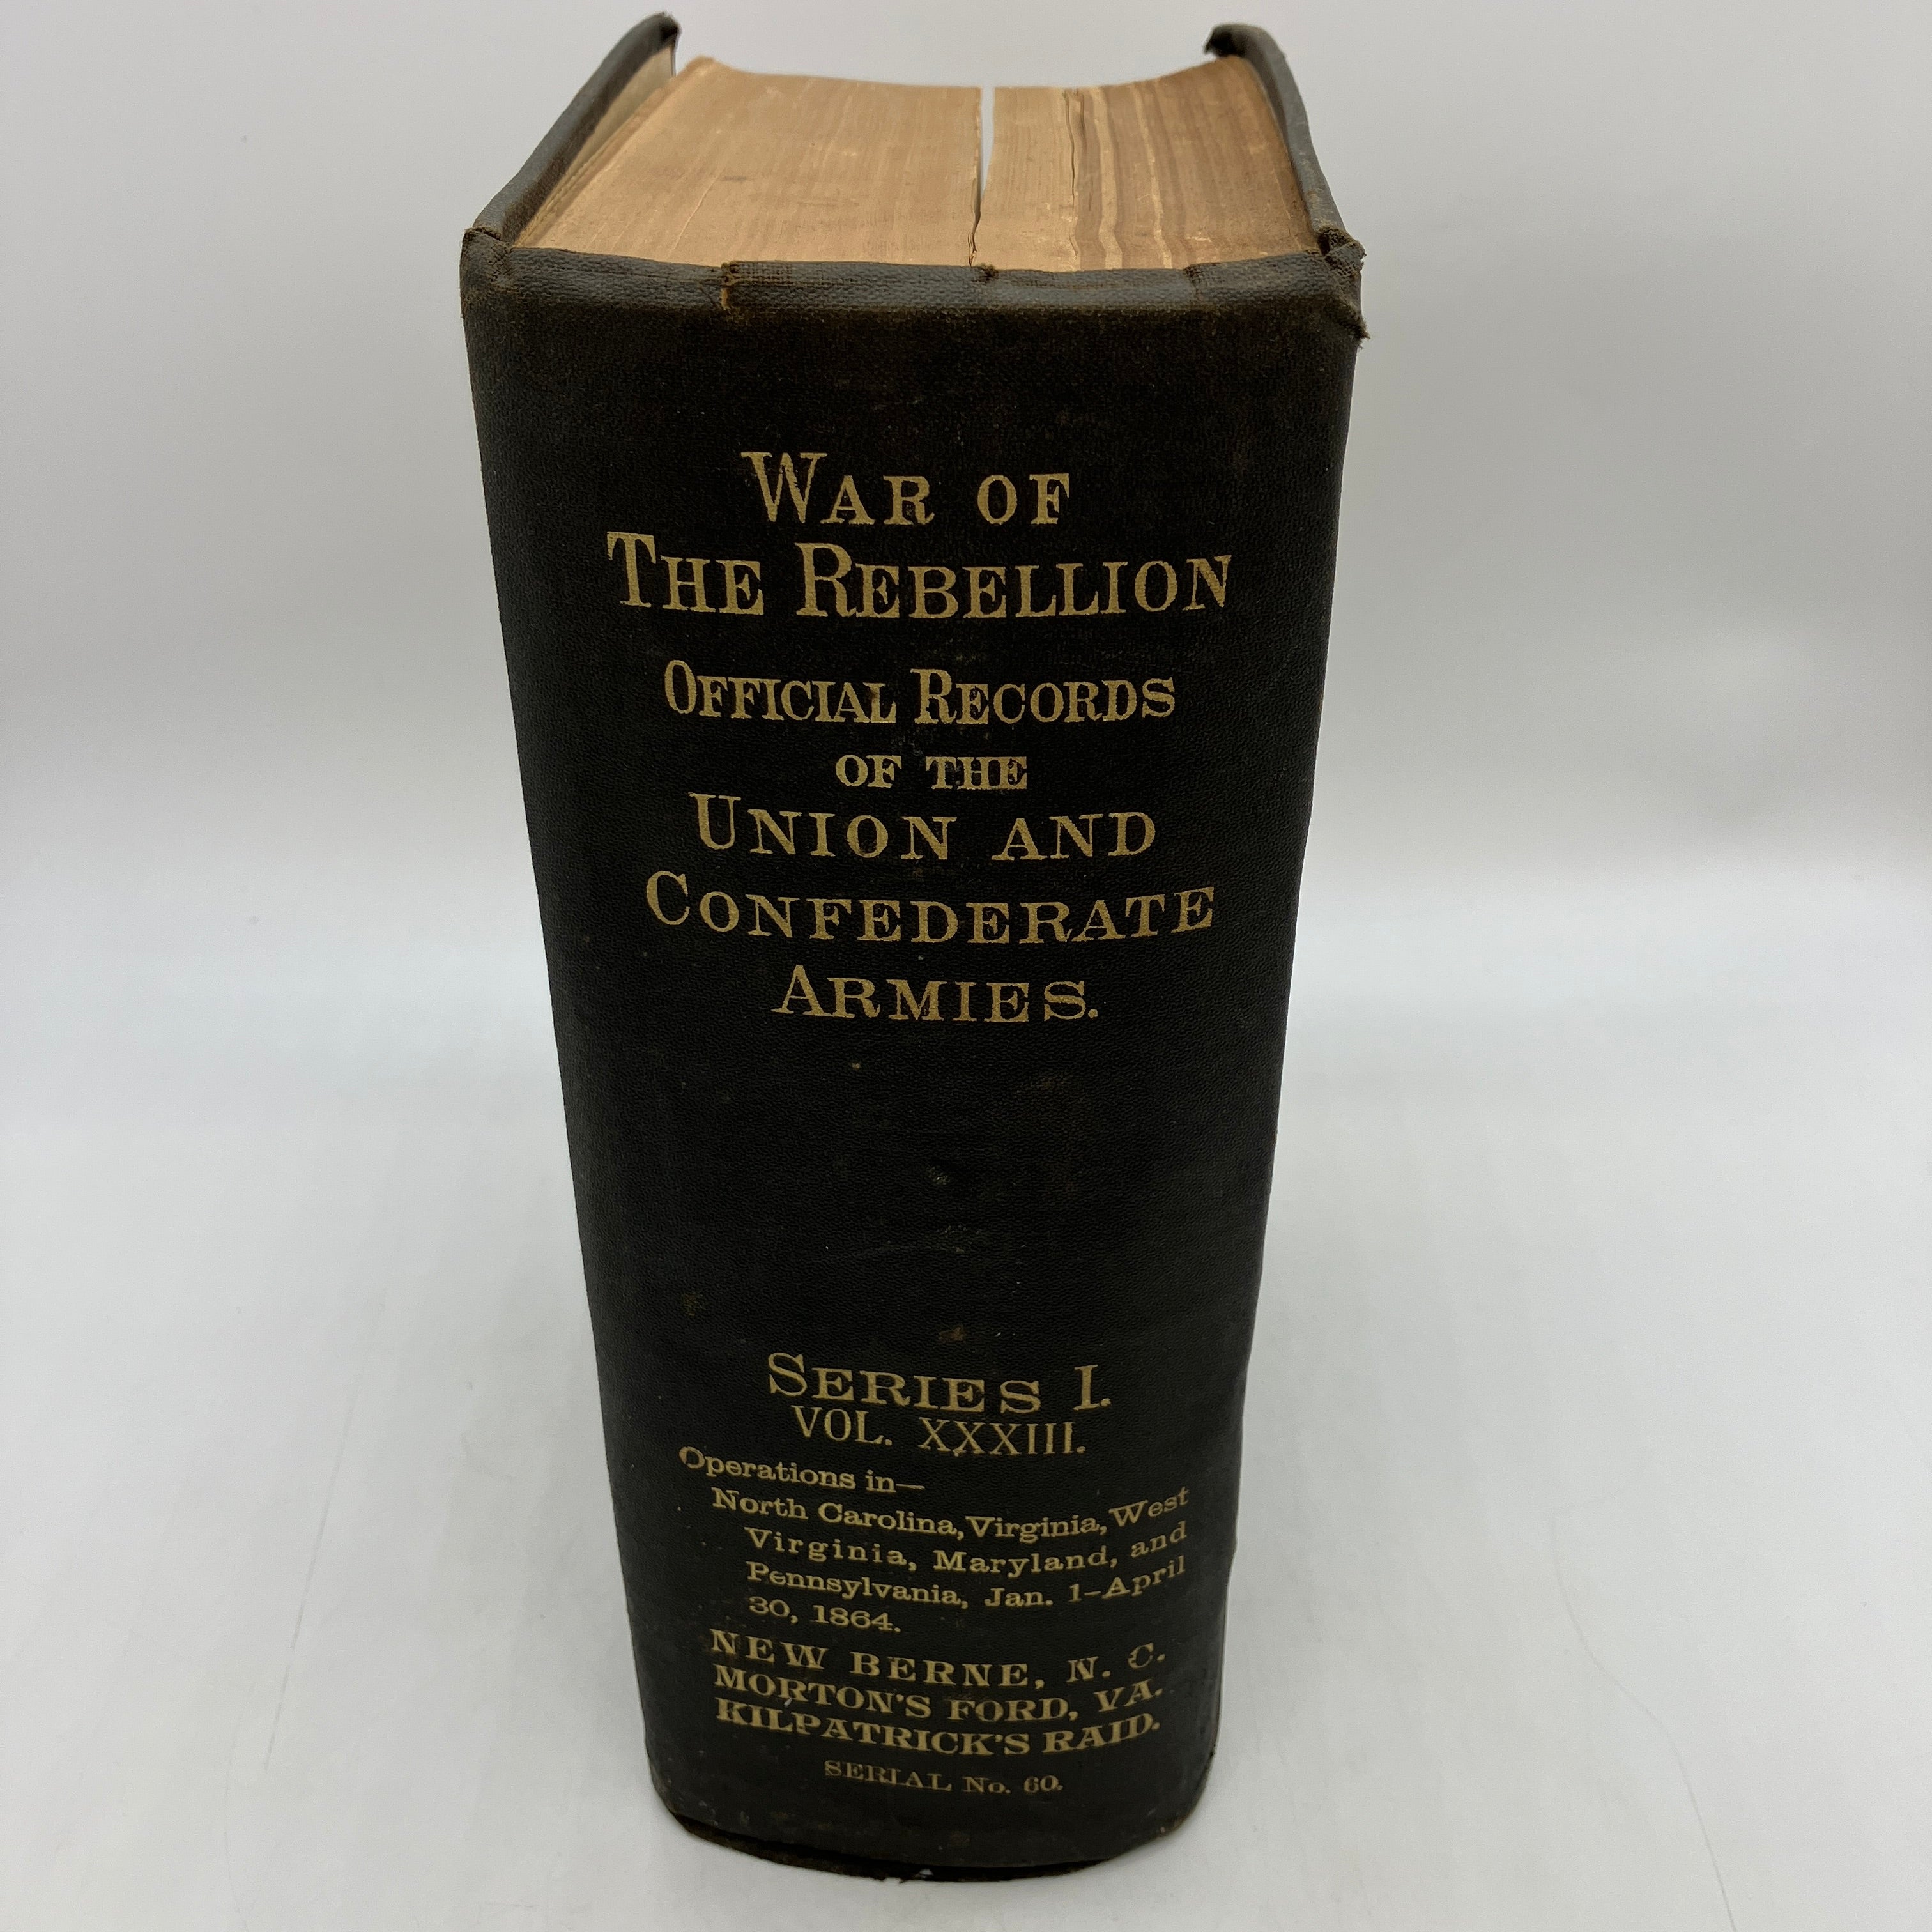 WAR OF
THE REBELLION
OFFICIAL RECORDS
OF THE
UNION AND
CONFEDERATE
ARMIES.
SERIES I.
VOL. XXXIII.
Operations in—
North Carolina, Virginia, West
Virginia, Maryland, and
Pennsylvania, Jan. 1–April
30, 1864.
NEW BERNE, N. C.
MORTON'S FORD, VA.
KILPATRICK'S RAID.
SERIAL No. 60.